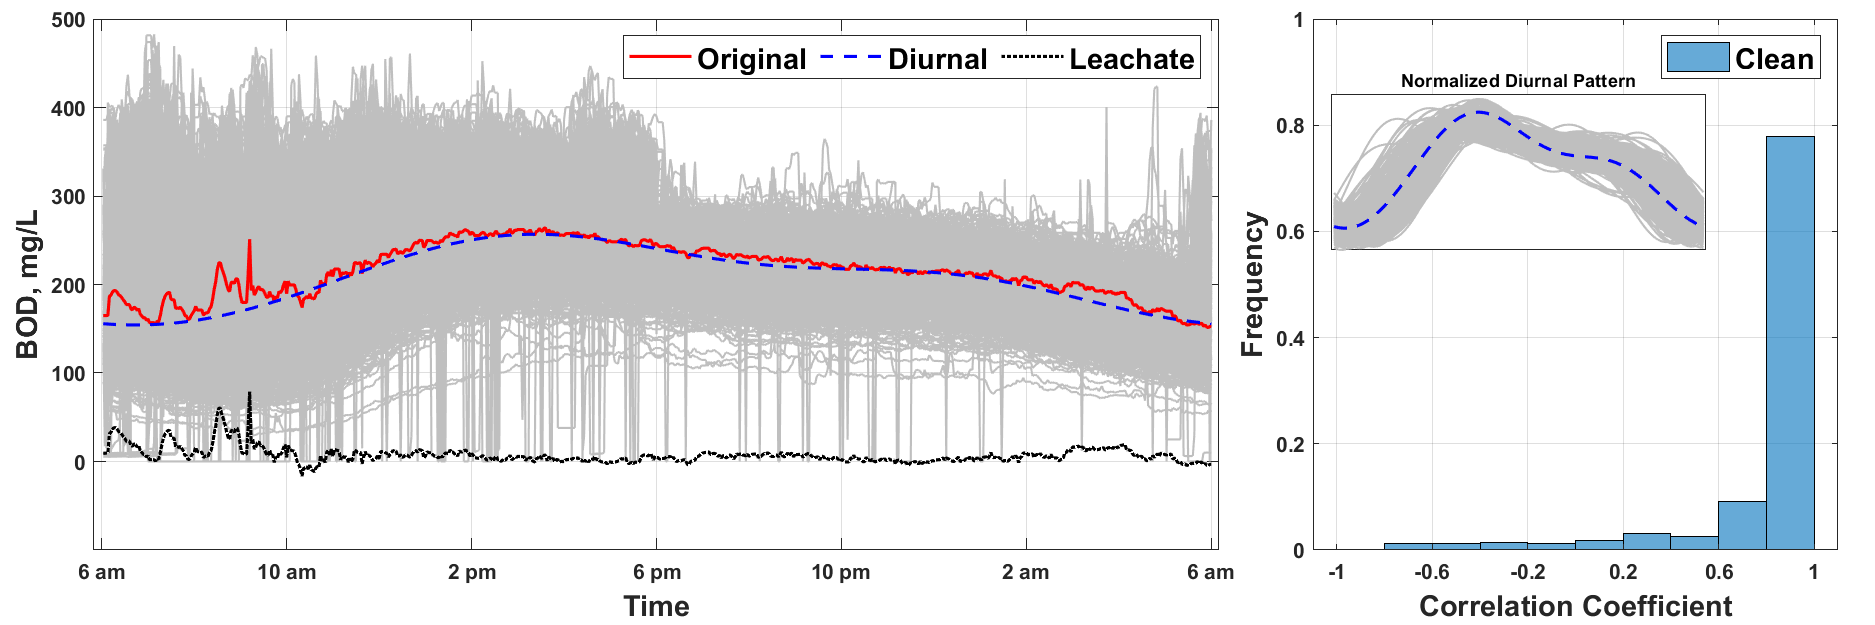 500
400
300
200
100
0
BOD, mg/L
Original Diurnal Leachate
6 am 10 am 2 pm 6 pm 10 pm 2 am 6 am
Time
1
0.8
0.6
0.4
0.2
0
Frequency
Clean
Normalized Diurnal Pattern
-1 -0.6 -0.2 0.2 0.6 1
Correlation Coefficient